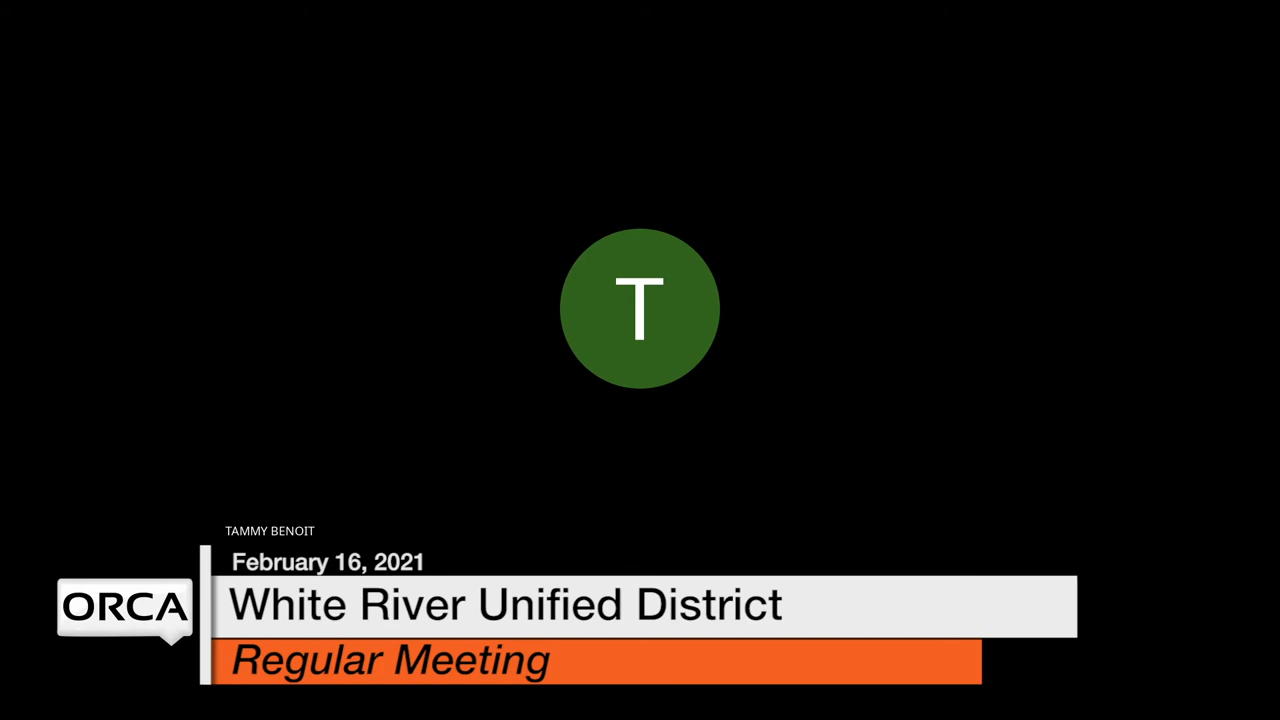 T
TAMMY BENOIT
February 16, 2021
ORCA
White River Unified District
Regular Meeting